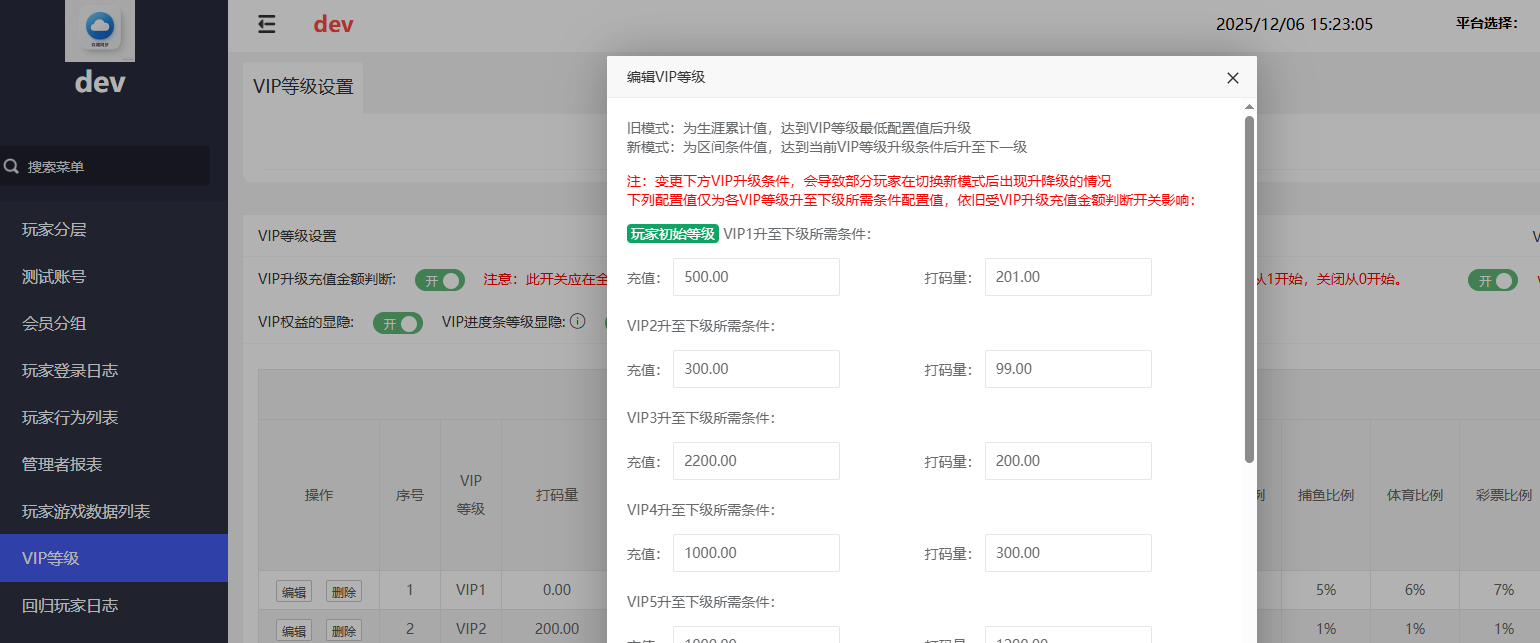 dev
搜索菜单
玩家分层
测试账号
会员分组
玩家登录日志
玩家行为列表
管理者报表
玩家游戏数据列表
VIP等级
回归玩家日志
dev
2025/12/06 15:23:05
平台选择：
VIP等级设置
VIP等级设置
VIP升级充值金额判断: 开 注意：此开关应在全
从1开始，关闭从0开始。 开
VIP权益的显隐: 开 VIP进度条等级显隐:
操作 序号 VIP等级 打码量 捕鱼比例 体育比例 彩票比例
编辑 删除 1 VIP1 0.00 5% 6% 7%
编辑 删除 2 VIP2 200.00 1% 1% 1%
编辑VIP等级
旧模式：为生涯累计值，达到VIP等级最低配置值后升级
新模式：为区间条件值，达到当前VIP等级升级条件后升至下一级
注：变更下方VIP升级条件，会导致部分玩家在切换新模式后出现升降级的情况
下列配置值仅为各VIP等级升至下级所需条件配置值，依旧受VIP升级充值金额判断开关影响：
玩家初始等级 VIP1升至下级所需条件：
充值： 500.00 打码量： 201.00
VIP2升至下级所需条件：
充值： 300.00 打码量： 99.00
VIP3升至下级所需条件：
充值： 2200.00 打码量： 200.00
VIP4升至下级所需条件：
充值： 1000.00 打码量： 300.00
VIP5升至下级所需条件：